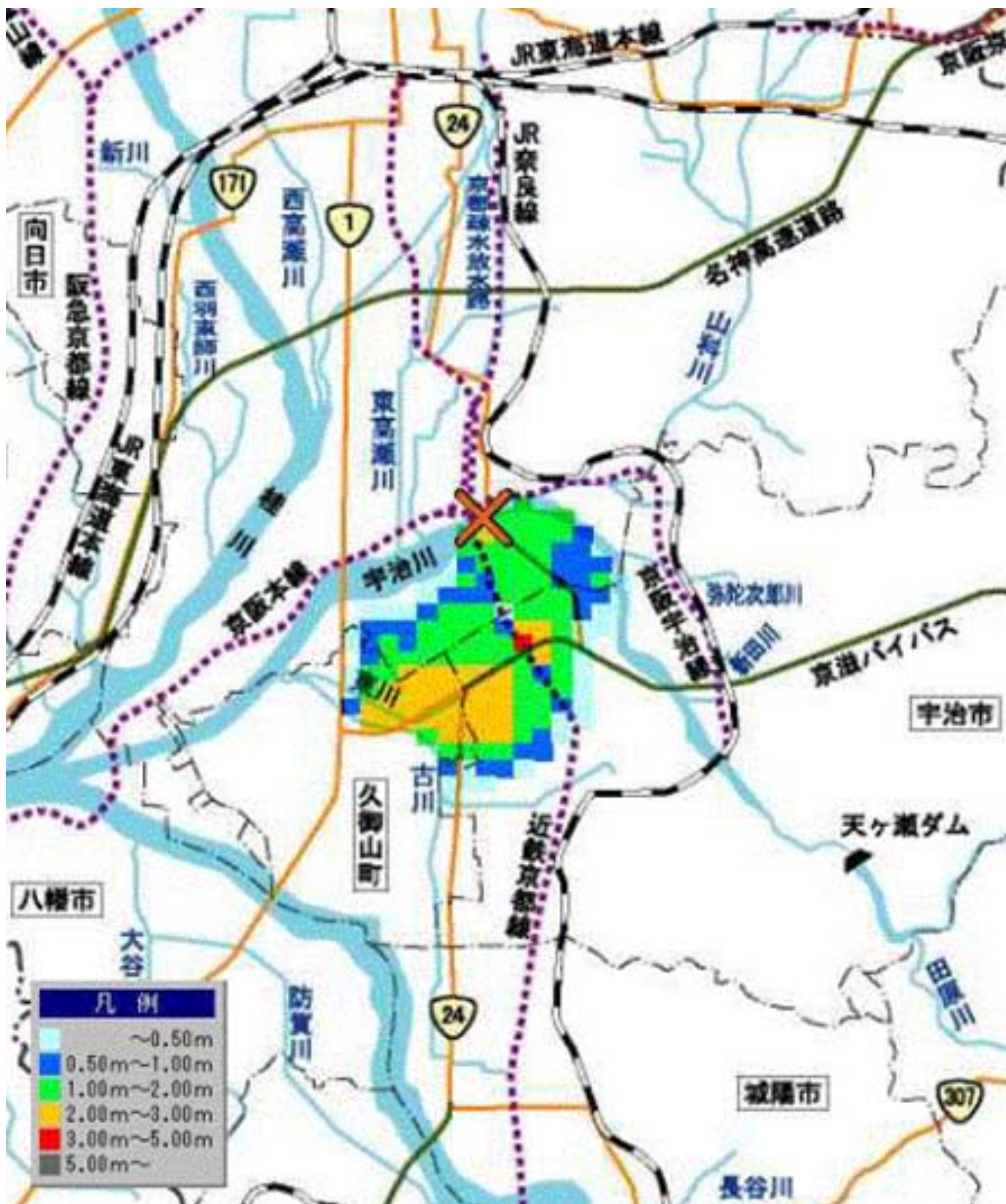 山線
JR東海道本線
京阪奈
新川
171
24
JR奈良線
西高瀬川
1
京都疏水放水路
向日市
名神高速道路
阪急京都線
西羽束師川
三本山川
東高瀬川
JR東海道本線
桂川
宇治川
京阪本線
京阪宇治線
弥陀次郎川
新田川
京滋バイパス
宇治市
古川
久御山町
近鉄京都線
天ヶ瀬ダム
八幡市
大谷
防賀川
24
田原川
城陽市
307
長谷川
凡例
～0.50m
0.50m～1.00m
1.00m～2.00m
2.00m～3.00m
3.00m～5.00m
5.00m～